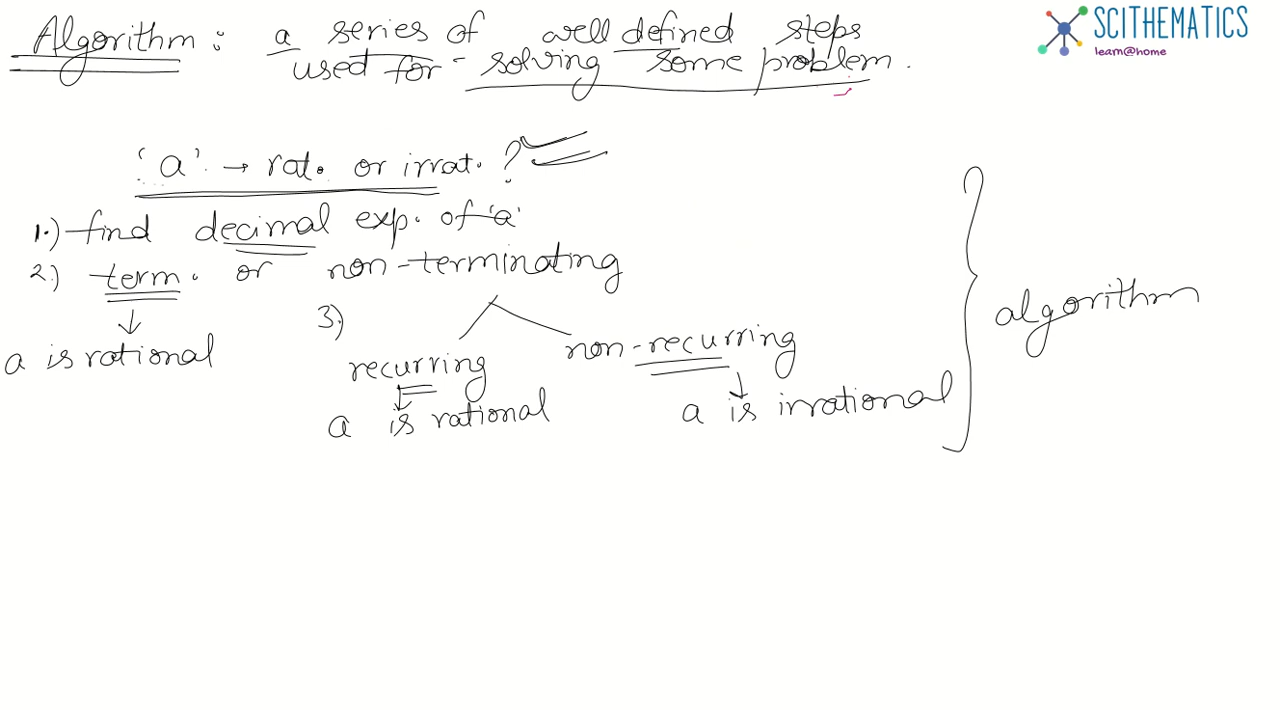 Algorithm : a series of well defined steps
used for solving some problem.
SCITHEMATICS
learn@home
'a' → rat. or irrat. ?
1.) find decimal exp. of 'a'
2.) term. or non-terminating
3.)
a is rational
recurring non-recurring
a is rational a is irrational
algorithm